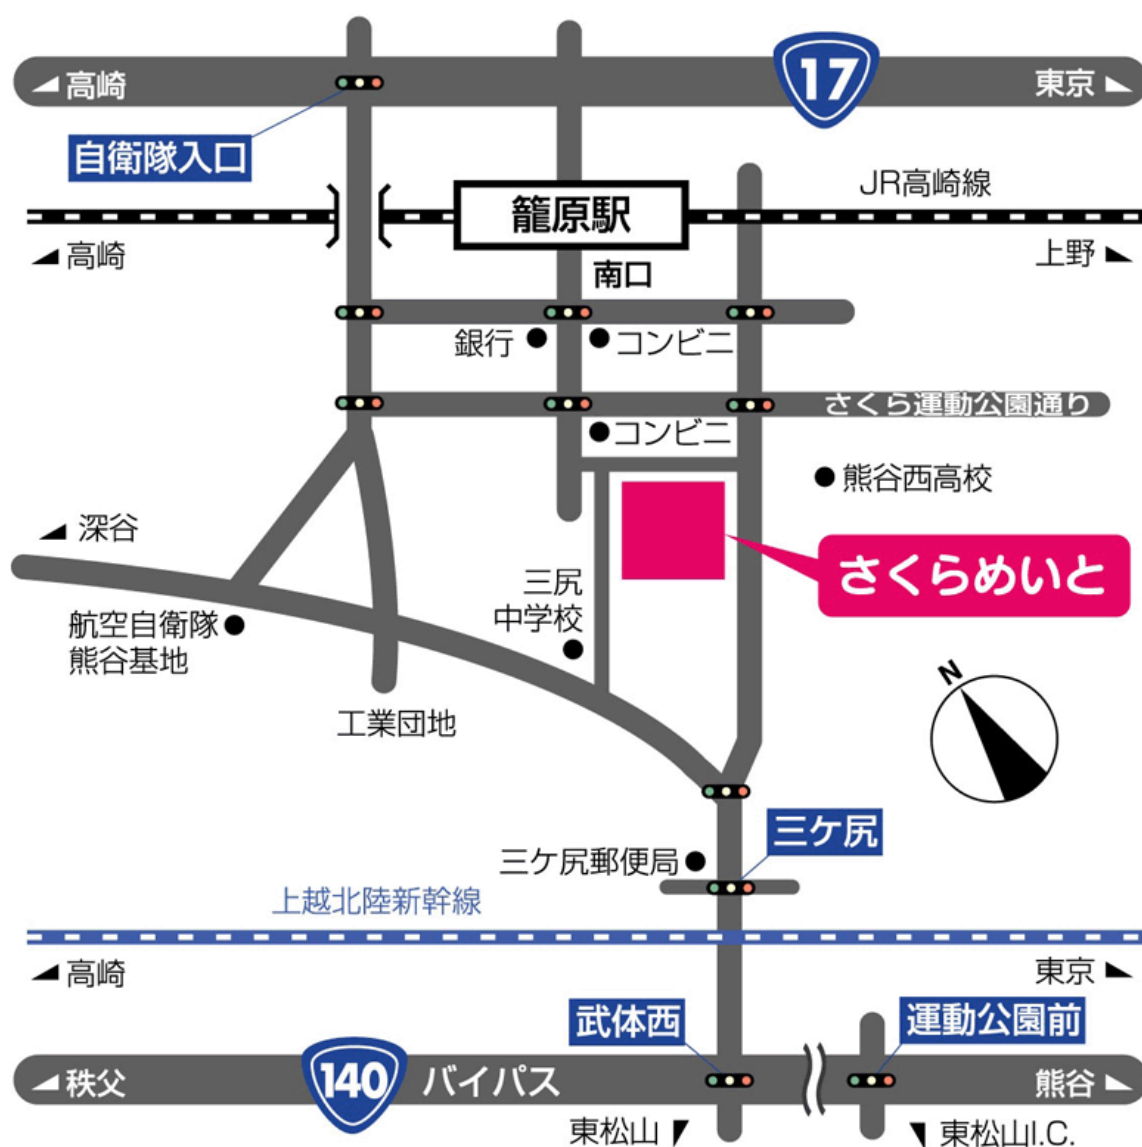 高崎
17
東京
自衛隊入口
JR高崎線
籠原駅
高崎
上野
南口
銀行
コンビニ
さくら運動公園通り
コンビニ
熊谷西高校
深谷
さくらめいと
三尻
中学校
航空自衛隊
熊谷基地
N
工業団地
三ケ尻
三ケ尻郵便局
上越北陸新幹線
高崎
東京
武体西
運動公園前
秩父
140
バイパス
熊谷
東松山
東松山I.C.